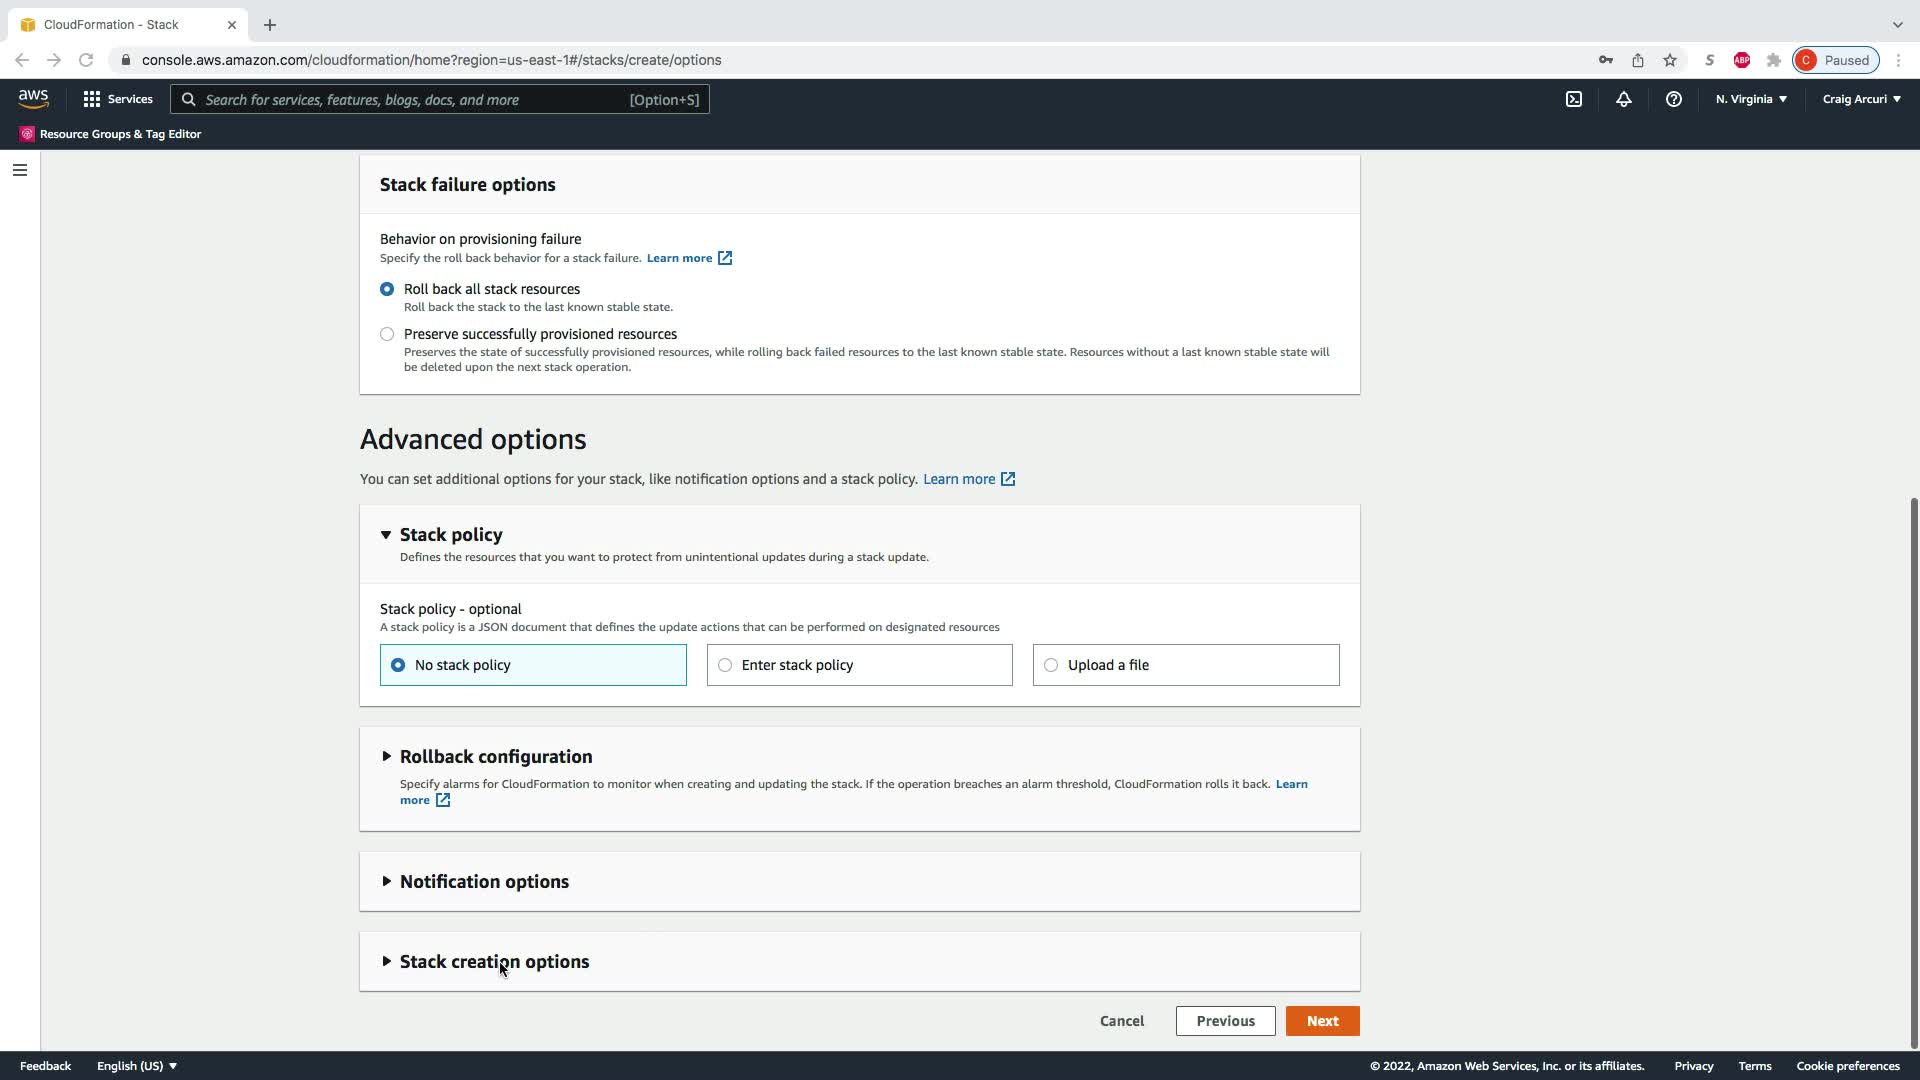 CloudFormation - Stack
console.aws.amazon.com/cloudformation/home?region=us-east-1#/stacks/create/options
S
ABP
C Paused
aws
Services
Search for services, features, blogs, docs, and more [Option+S]
N. Virginia
Craig Arcuri
Resource Groups & Tag Editor
Stack failure options
Behavior on provisioning failure
Specify the roll back behavior for a stack failure. Learn more
Roll back all stack resources
Roll back the stack to the last known stable state.
Preserve successfully provisioned resources
Preserves the state of successfully provisioned resources, while rolling back failed resources to the last known stable state. Resources without a last known stable state will
be deleted upon the next stack operation.
Advanced options
You can set additional options for your stack, like notification options and a stack policy. Learn more
Stack policy
Defines the resources that you want to protect from unintentional updates during a stack update.
Stack policy - optional
A stack policy is a JSON document that defines the update actions that can be performed on designated resources
No stack policy
Enter stack policy
Upload a file
Rollback configuration
Specify alarms for CloudFormation to monitor when creating and updating the stack. If the operation breaches an alarm threshold, CloudFormation rolls it back. Learn
more
Notification options
Stack creation options
Cancel
Previous
Next
Feedback
English (US)
© 2022, Amazon Web Services, Inc. or its affiliates.
Privacy
Terms
Cookie preferences